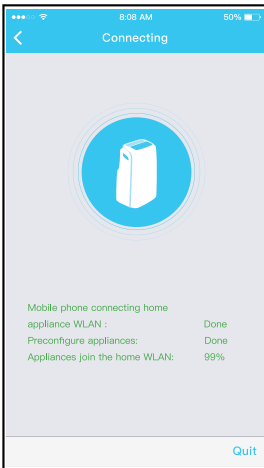 8:08 AM
50%
Connecting
Mobile phone connecting home
appliance WLAN : Done
Preconfigure appliances: Done
Appliances join the home WLAN: 99%
Quit